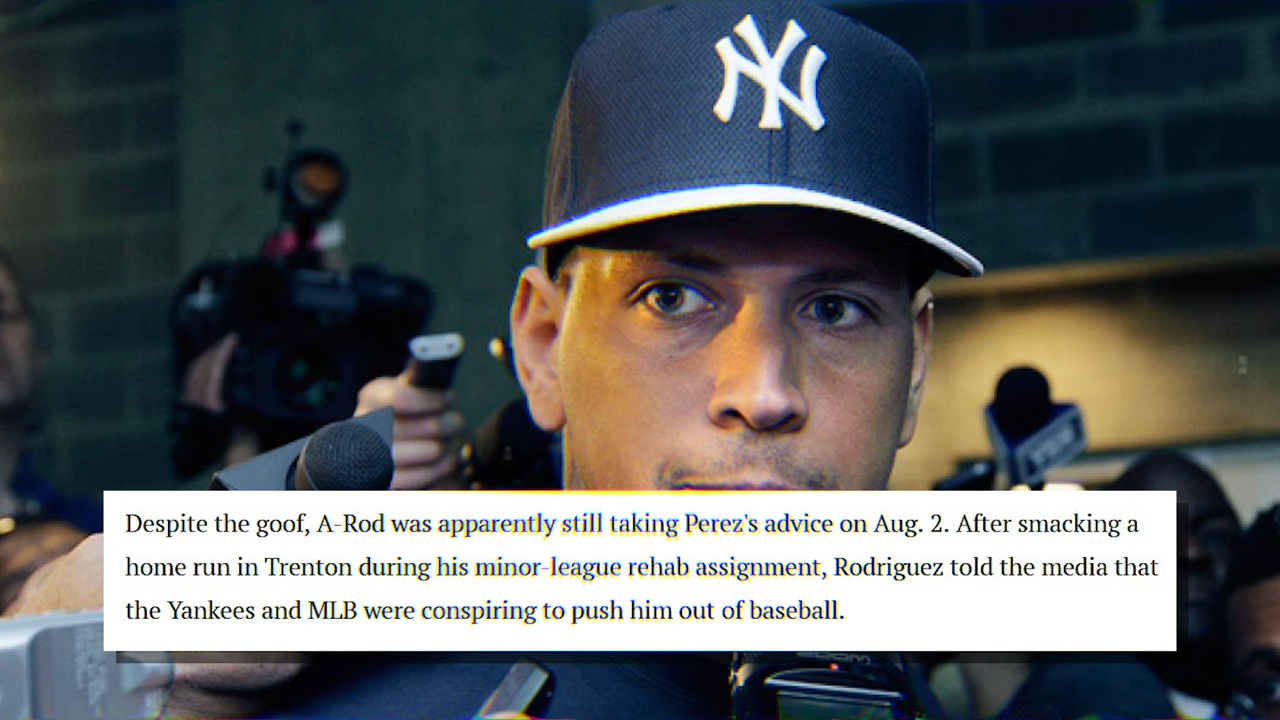 NY
Despite the goof, A-Rod was apparently still taking Perez's advice on Aug. 2. After smacking a
home run in Trenton during his minor-league rehab assignment, Rodriguez told the media that
the Yankees and MLB were conspiring to push him out of baseball.
ZOOM